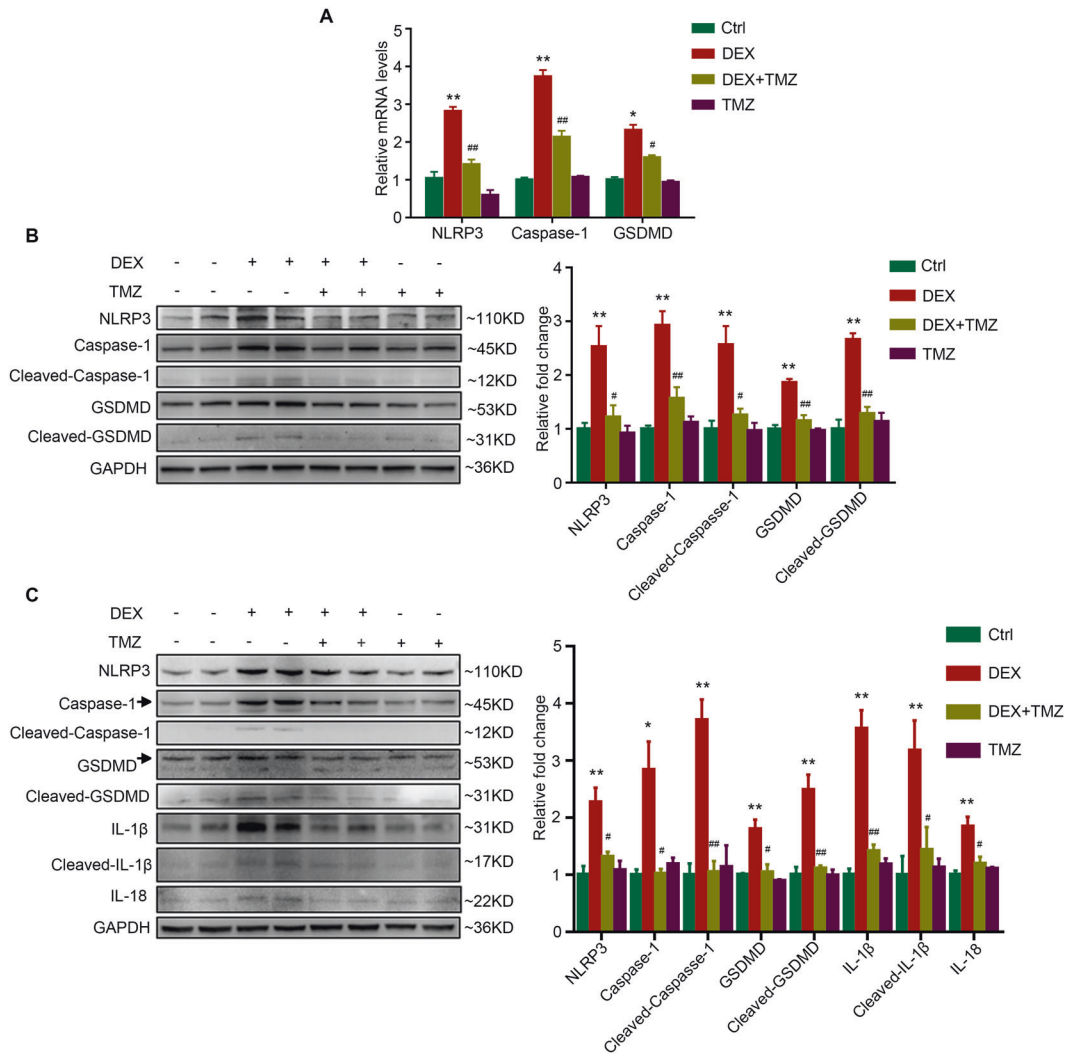 A
Relative mRNA levels
5
4
3
2
1
0
** ## ** ## * #
NLRP3 Caspase-1 GSDMD
Ctrl
DEX
DEX+TMZ
TMZ
B
DEX - - + + + + - -
TMZ - - - - + + + +
NLRP3 ~110KD
Caspase-1 ~45KD
Cleaved-Caspase-1 ~12KD
GSDMD ~53KD
Cleaved-GSDMD ~31KD
GAPDH ~36KD
Relative fold change
4
3
2
1
0
** # ** ## ** # ** ## ** ##
NLRP3 Caspase-1 Cleaved-Caspasse-1 GSDMD Cleaved-GSDMD
Ctrl
DEX
DEX+TMZ
TMZ
C
DEX - - + + + + - -
TMZ - - - - + + + +
NLRP3 ~110KD
Caspase-1 ~45KD
Cleaved-Caspase-1 ~12KD
GSDMD ~53KD
Cleaved-GSDMD ~31KD
IL-1β ~31KD
Cleaved-IL-1β ~17KD
IL-18 ~22KD
GAPDH ~36KD
Relative fold change
5
4
3
2
1
0
** # * # ** ## ** # ** ## ** ## ** # ** #
NLRP3 Caspase-1 Cleaved-Caspasse-1 GSDMD Cleaved-GSDMD IL-1β Cleaved-IL-1β IL-18
Ctrl
DEX
DEX+TMZ
TMZ